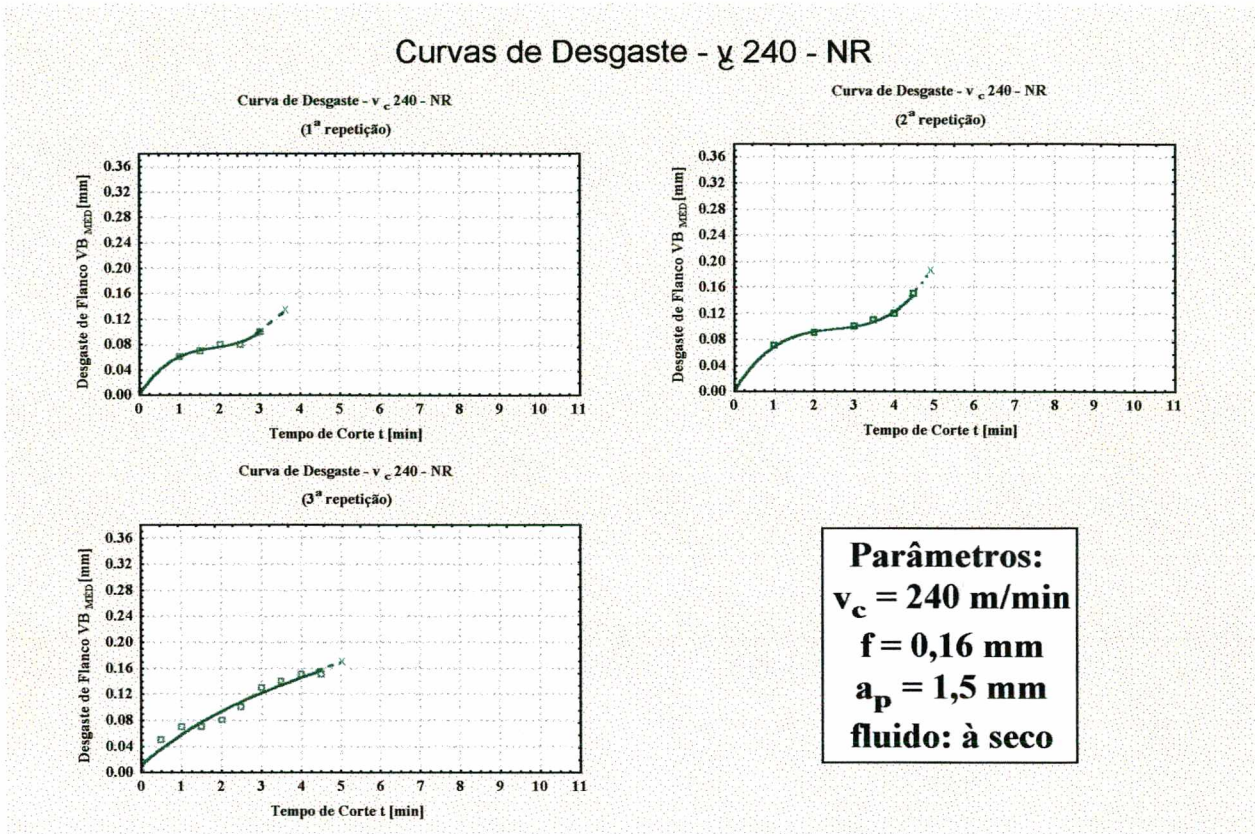 Curvas de Desgaste - v c 240 - NR
Curva de Desgaste - v c 240 - NR
(1ª repetição)
Desgaste de Flanco VB MÉD [mm]
0.36
0.32
0.28
0.24
0.20
0.16
0.12
0.08
0.04
0.00
0 1 2 3 4 5 6 7 8 9 10 11
Tempo de Corte t [min]
Curva de Desgaste - v c 240 - NR
(2ª repetição)
Desgaste de Flanco VB MÉD [mm]
0.36
0.32
0.28
0.24
0.20
0.16
0.12
0.08
0.04
0.00
0 1 2 3 4 5 6 7 8 9 10 11
Tempo de Corte t [min]
Curva de Desgaste - v c 240 - NR
(3ª repetição)
Desgaste de Flanco VB MÉD [mm]
0.36
0.32
0.28
0.24
0.20
0.16
0.12
0.08
0.04
0.00
0 1 2 3 4 5 6 7 8 9 10 11
Tempo de Corte t [min]
Parâmetros:
vc = 240 m/min
f = 0,16 mm
ap = 1,5 mm
fluido: à seco